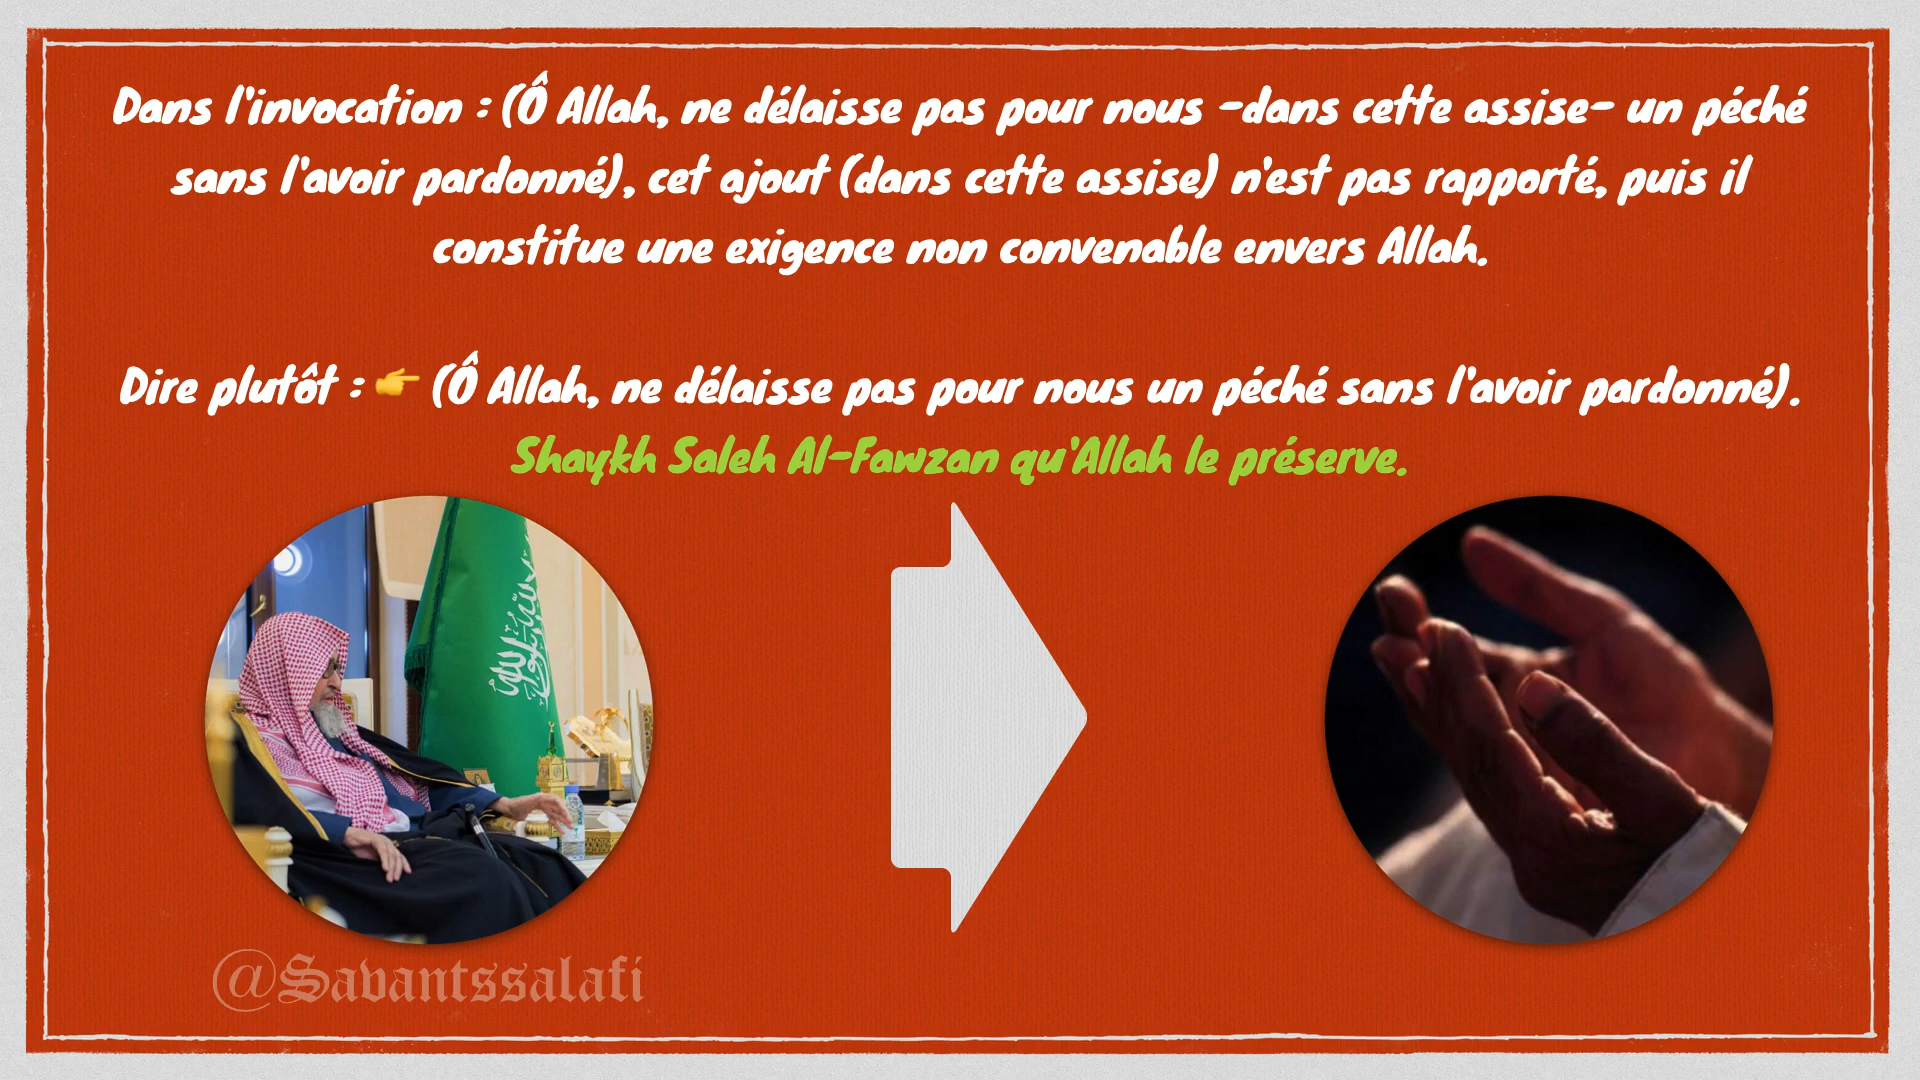 Dans l'invocation : (Ô Allah, ne délaisse pas pour nous -dans cette assise- un péché
sans l'avoir pardonné), cet ajout (dans cette assise) n'est pas rapporté, puis il
constitue une exigence non convenable envers Allah.
Dire plutôt : 👉 (Ô Allah, ne délaisse pas pour nous un péché sans l'avoir pardonné).
Shaykh Saleh Al-Fawzan qu'Allah le préserve.
@Savantssalafi